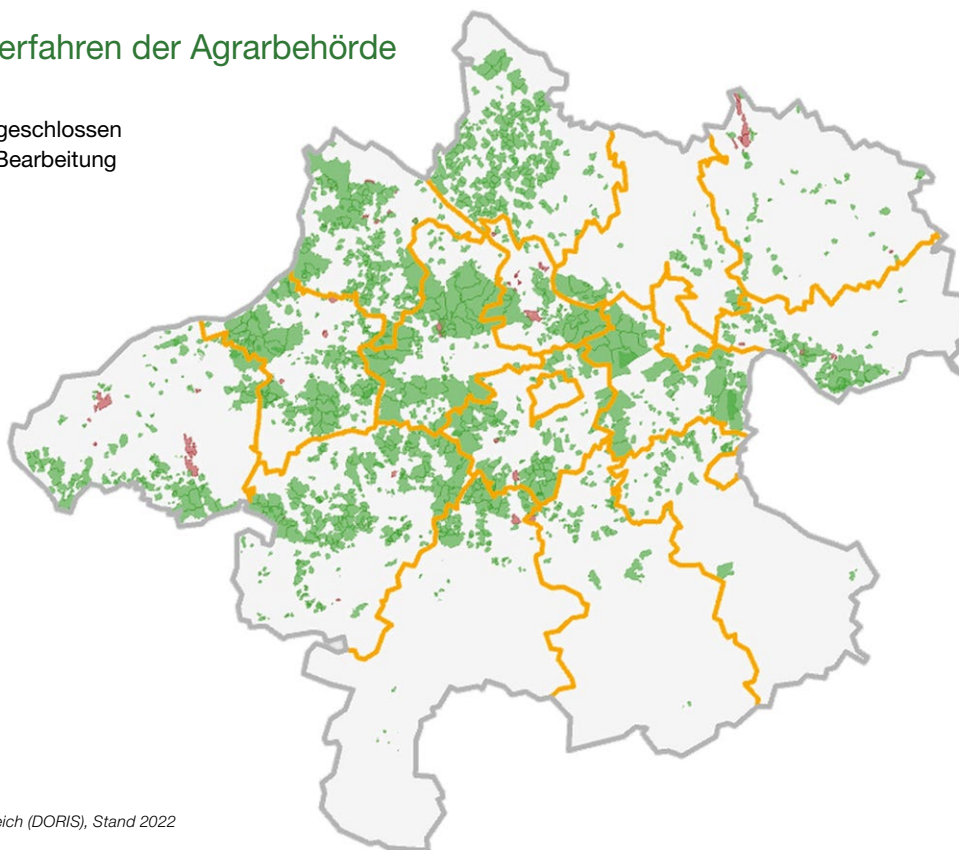 erfahren der Agrarbehörde
geschlossen
Bearbeitung
eich (DORIS), Stand 2022